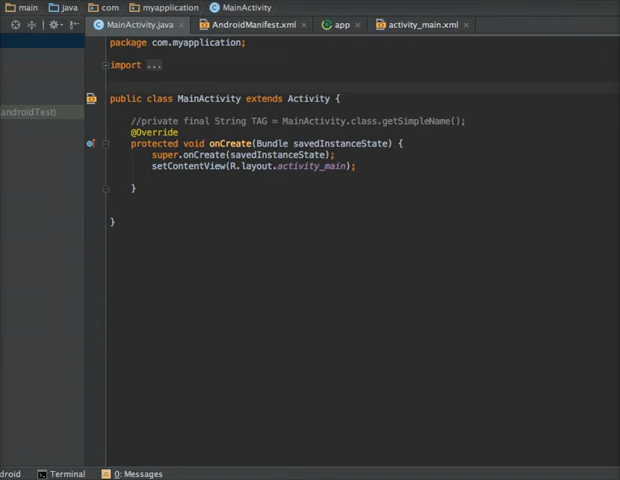 main java com myapplication MainActivity
MainActivity.java AndroidManifest.xml app activity_main.xml
package com.myapplication;
import ...
public class MainActivity extends Activity {
androidTest)
//private final String TAG = MainActivity.class.getSimpleName();
@Override
protected void onCreate(Bundle savedInstanceState) {
super.onCreate(savedInstanceState);
setContentView(R.layout.activity_main);
}
}
droid Terminal 0: Messages